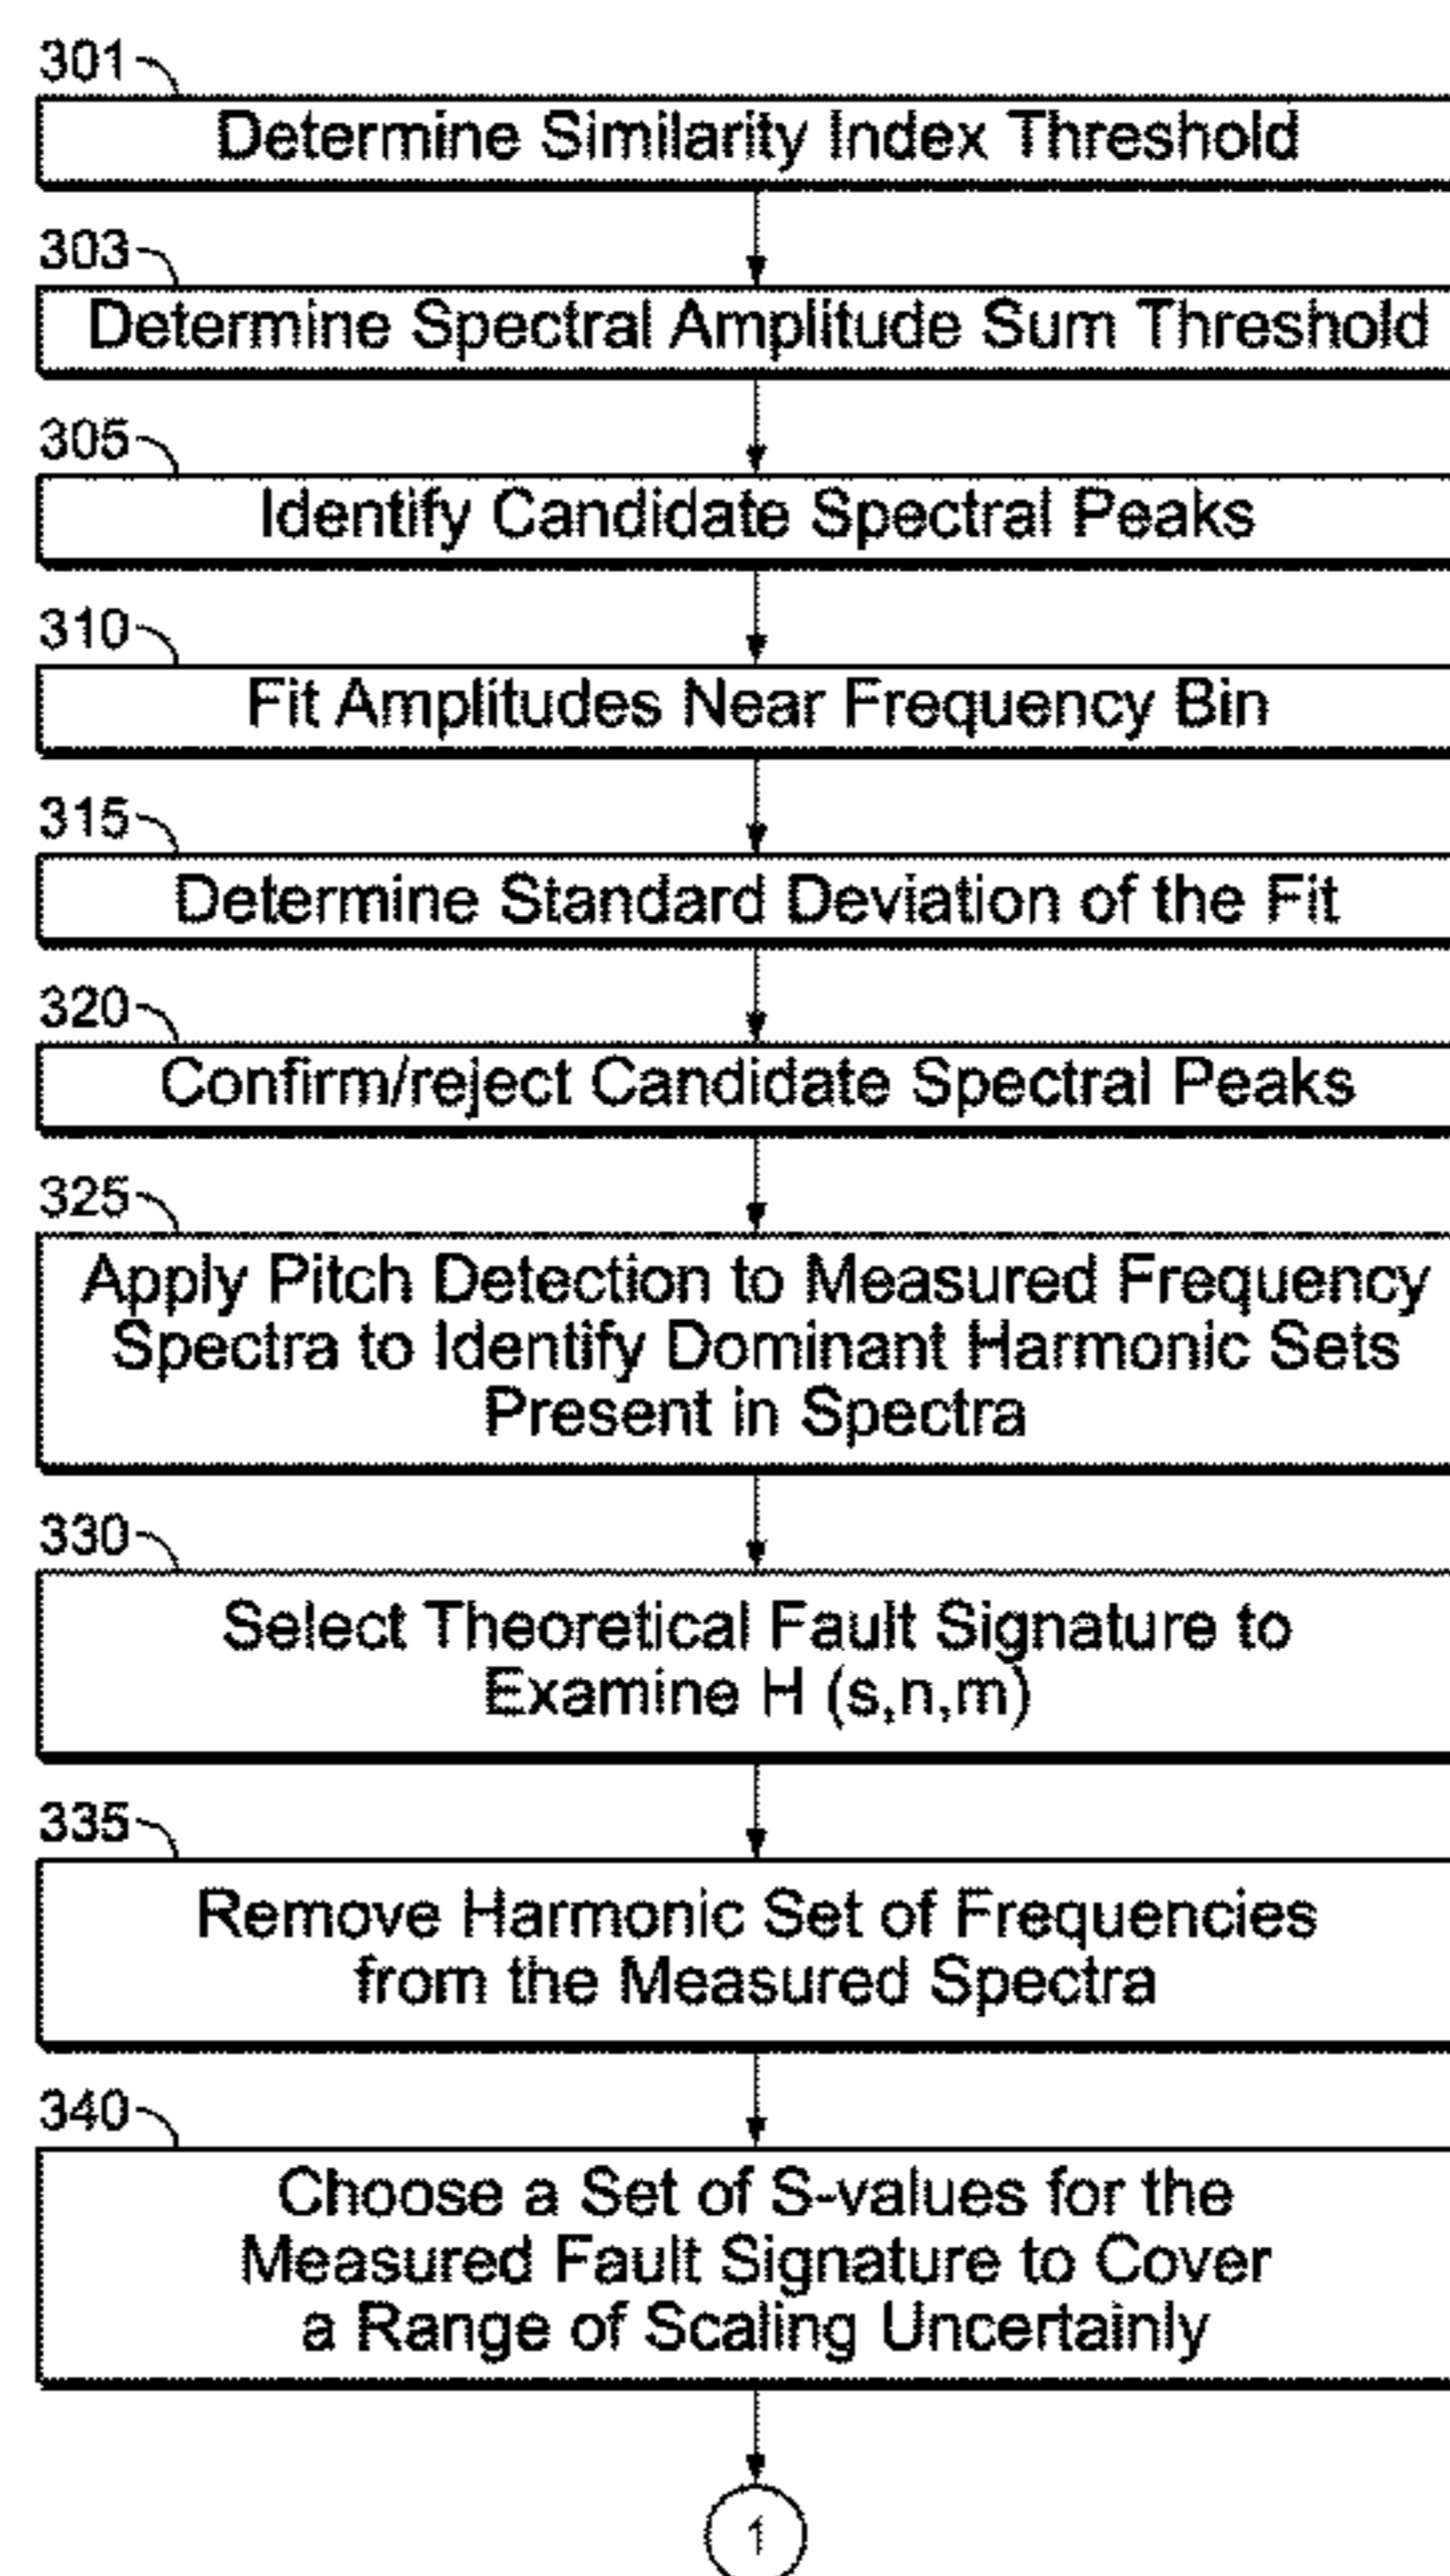 301
Determine Similarity Index Threshold
303
Determine Spectral Amplitude Sum Threshold
305
Identify Candidate Spectral Peaks
310
Fit Amplitudes Near Frequency Bin
315
Determine Standard Deviation of the Fit
320
Confirm/reject Candidate Spectral Peaks
325
Apply Pitch Detection to Measured Frequency
Spectra to Identify Dominant Harmonic Sets
Present in Spectra
330
Select Theoretical Fault Signature to
Examine H (s,n,m)
335
Remove Harmonic Set of Frequencies
from the Measured Spectra
340
Choose a Set of S-values for the
Measured Fault Signature to Cover
a Range of Scaling Uncertainly
1